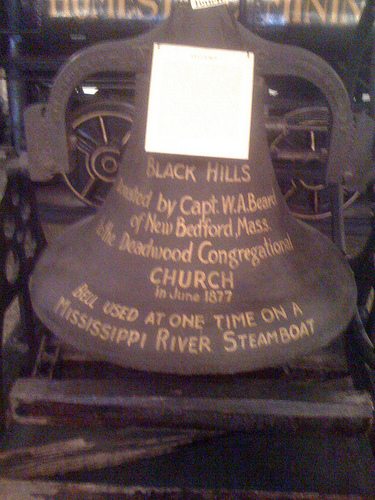 BLACK HILLS
Donated by Capt. W.A. Beard
of New Bedford, Mass.
to the Deadwood Congregational
CHURCH
in June 1877
BELL USED AT ONE TIME ON A
MISSISSIPPI RIVER STEAMBOAT